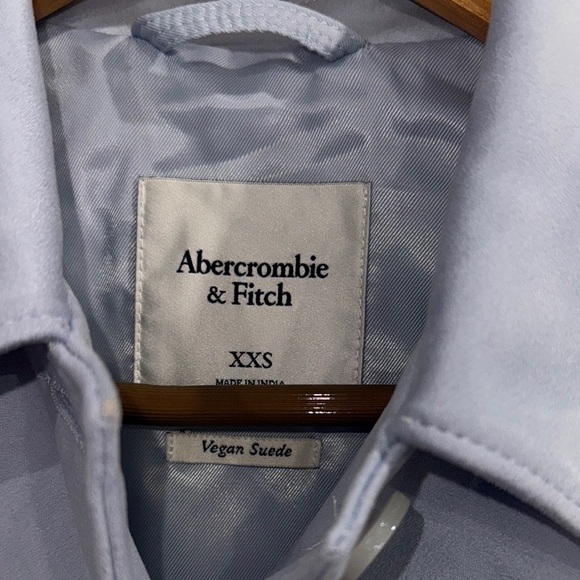 Abercrombie
& Fitch
XXS
MADE IN INDIA
Vegan Suede